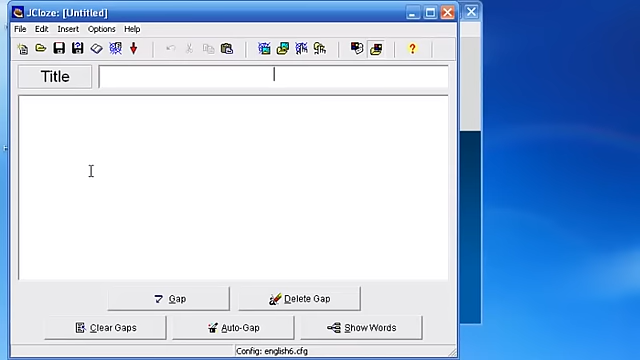 JCloze: [Untitled]
File Edit Insert Options Help
Title
Gap Delete Gap
Clear Gaps Auto-Gap Show Words
Config: english6.cfg